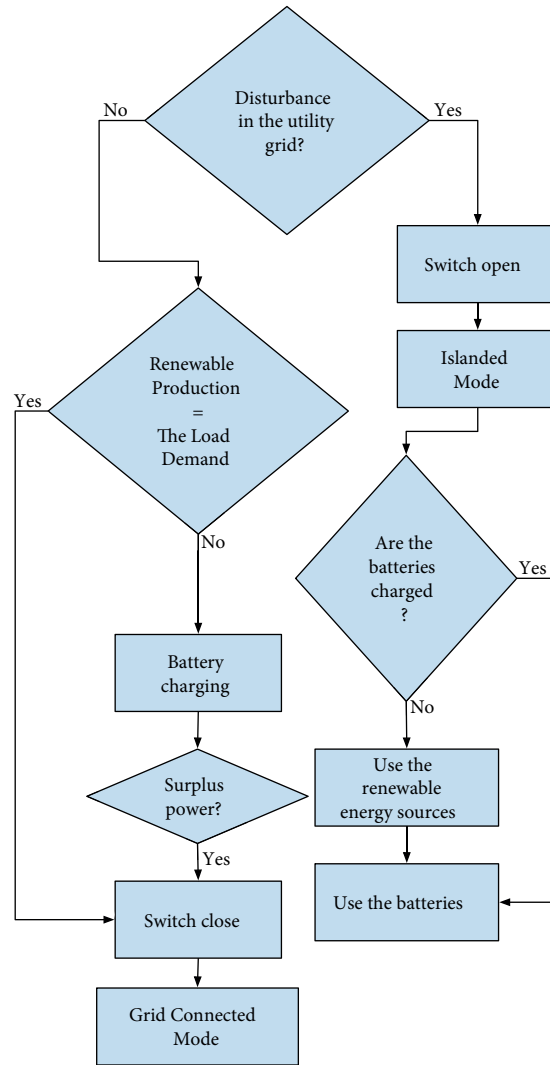 Disturbance
in the utility
grid?
No
Yes
Switch open
Islanded
Mode
Renewable
Production
=
The Load
Demand
Yes
No
Are the
batteries
charged
?
Yes
No
Battery
charging
Surplus
power?
Yes
Use the
renewable
energy sources
Use the batteries
Switch close
Grid Connected
Mode